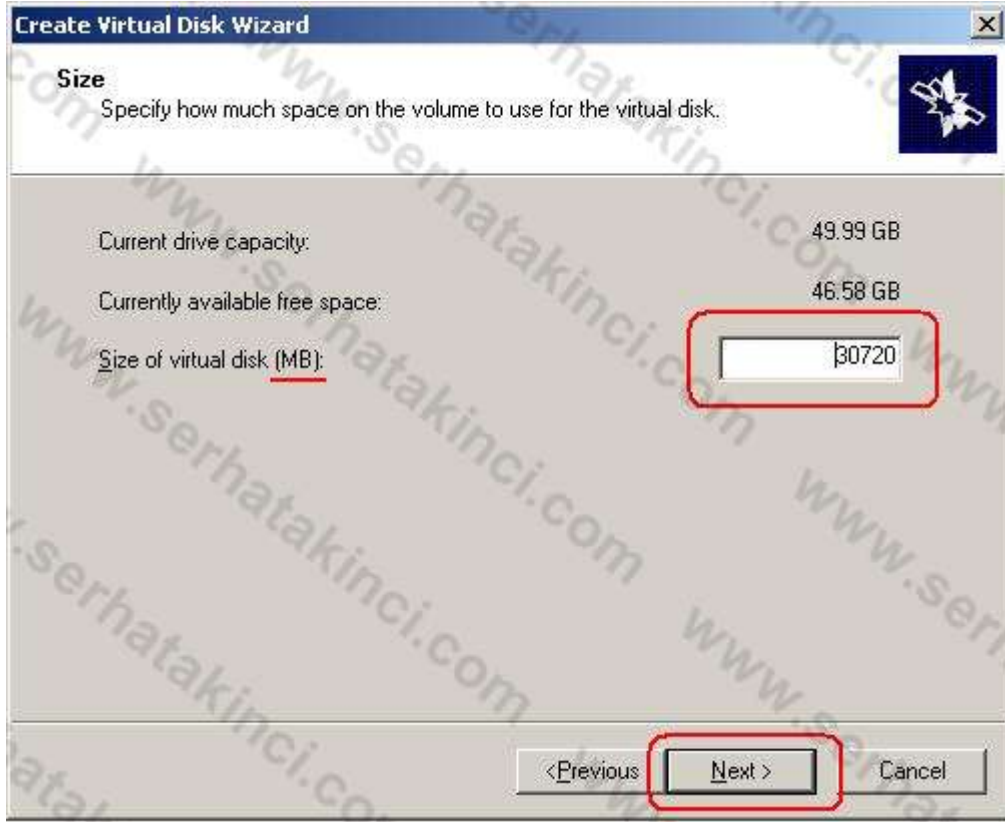 Create Virtual Disk Wizard
Size
Specify how much space on the volume to use for the virtual disk.
Current drive capacity: 49.99 GB
Currently available free space: 46.58 GB
Size of virtual disk (MB): 30720
<Previous Next > Cancel
www.serhatakinci.com